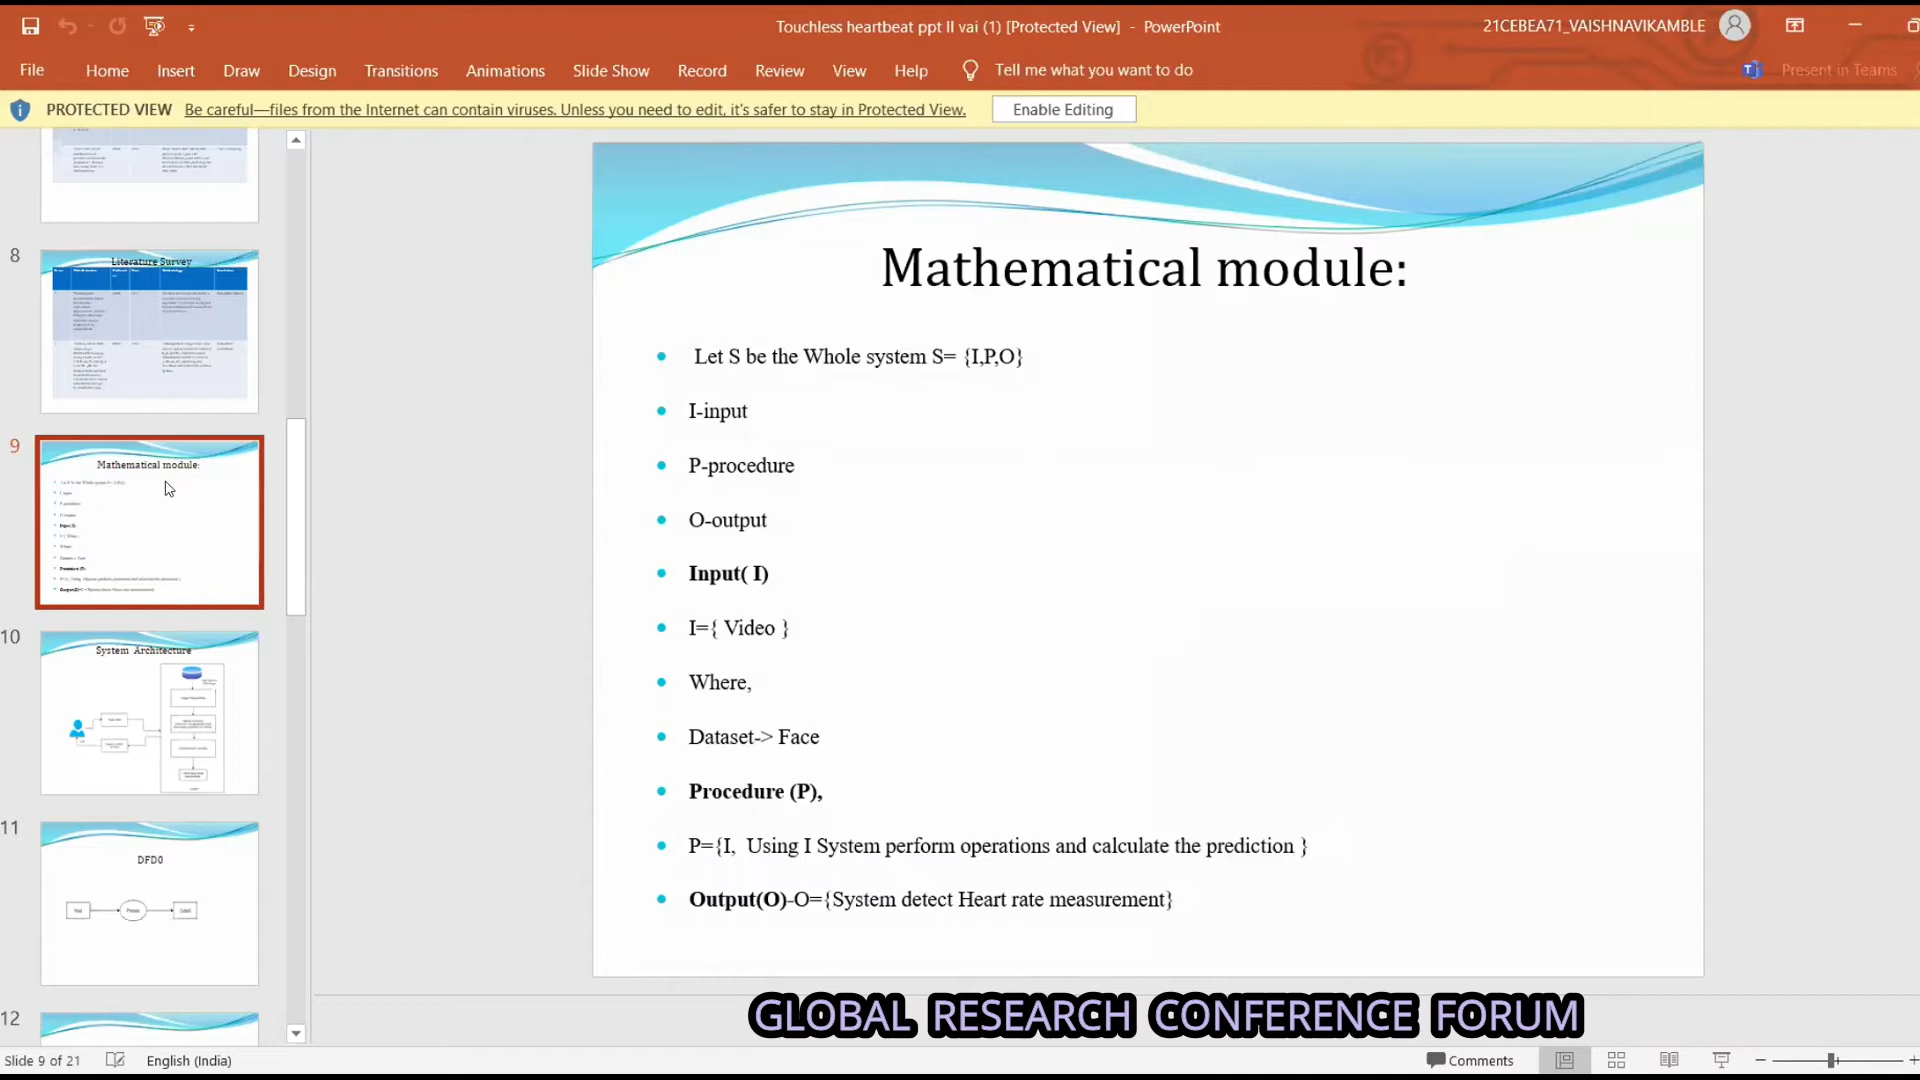 Touchless heartbeat ppt II vai (1) [Protected View] - PowerPoint
21CEBEA71_VAISHNAVIKAMBLE
File Home Insert Draw Design Transitions Animations Slide Show Record Review View Help Tell me what you want to do Present in Teams
PROTECTED VIEW Be careful—files from the Internet can contain viruses. Unless you need to edit, it's safer to stay in Protected View. Enable Editing
8
Literature Survey
9
Mathematical module:
10
System Architecture
11
DFD0
12
Mathematical module:
Let S be the Whole system S= {I,P,O}
I-input
P-procedure
O-output
Input( I)
I={ Video }
Where,
Dataset-> Face
Procedure (P),
P={I, Using I System perform operations and calculate the prediction }
Output(O)-O={System detect Heart rate measurement}
GLOBAL RESEARCH CONFERENCE FORUM
Slide 9 of 21 English (India) Comments